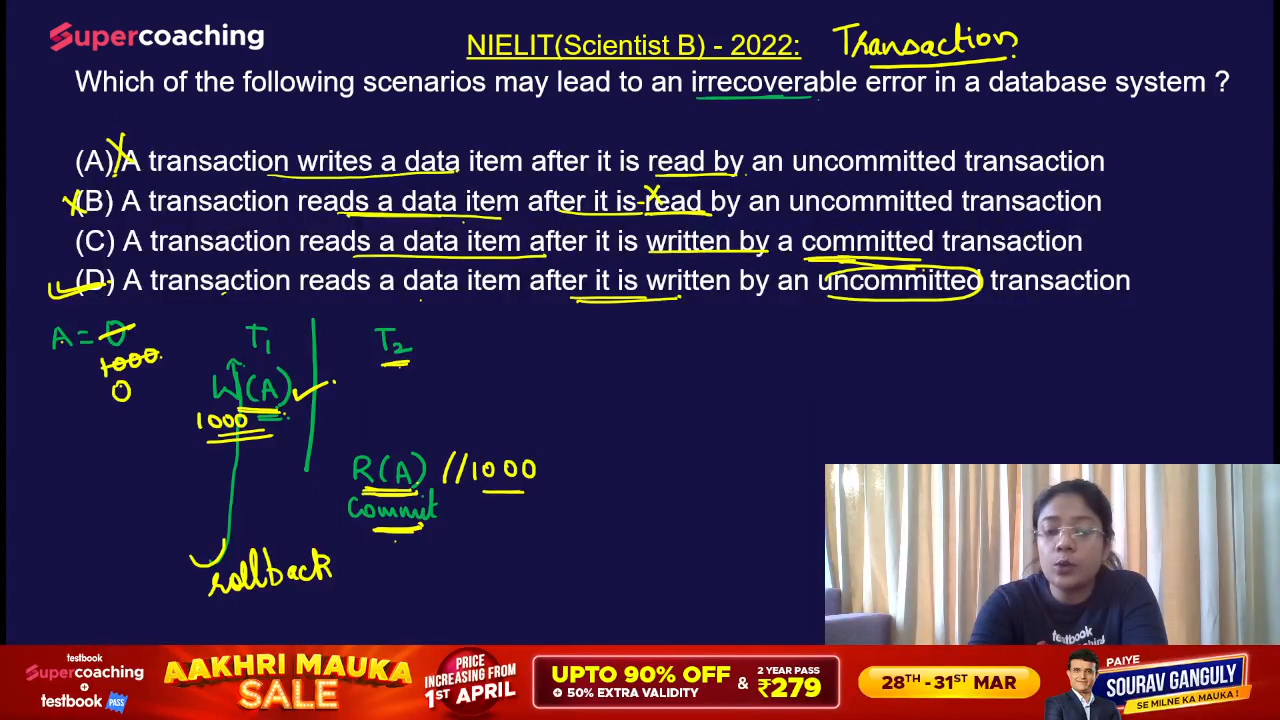 Supercoaching
NIELIT(Scientist B) - 2022: Transaction
Which of the following scenarios may lead to an irrecoverable error in a database system ?
(A) A transaction writes a data item after it is read by an uncommitted transaction
(B) A transaction reads a data item after it is read by an uncommitted transaction
(C) A transaction reads a data item after it is written by a committed transaction
(D) A transaction reads a data item after it is written by an uncommitted transaction
A = 0
1000
0
T1
T2
W(A)
1000
R(A) //1000
Commit
rollback
testbook
Supercoaching
+
testbook PASS
AAKHRI MAUKA
SALE
PRICE
INCREASING FROM
1ST APRIL
UPTO 90% OFF
+ 50% EXTRA VALIDITY
&
2 YEAR PASS
₹279
28TH -31ST MAR
PAIYE
SOURAV GANGULY
SE MILNE KA MAUKA !
testbook